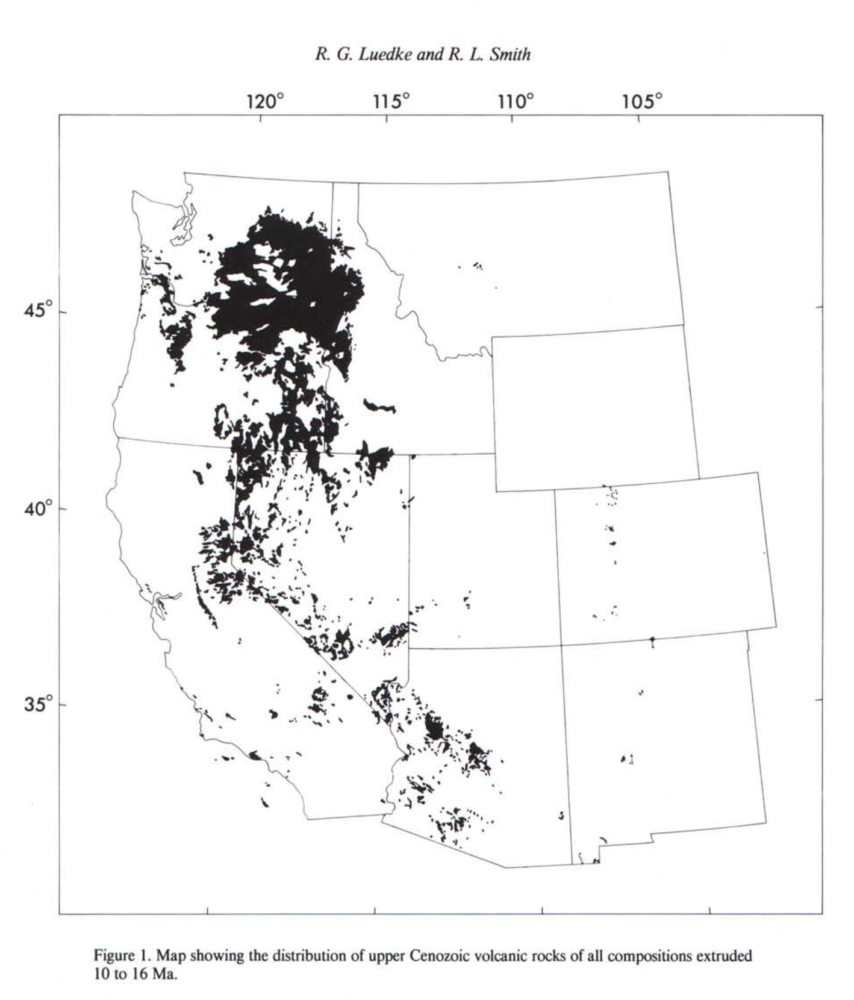 R. G. Luedke and R. L. Smith
120° 115° 110° 105°
45°
40°
35°
Figure 1. Map showing the distribution of upper Cenozoic volcanic rocks of all compositions extruded
10 to 16 Ma.